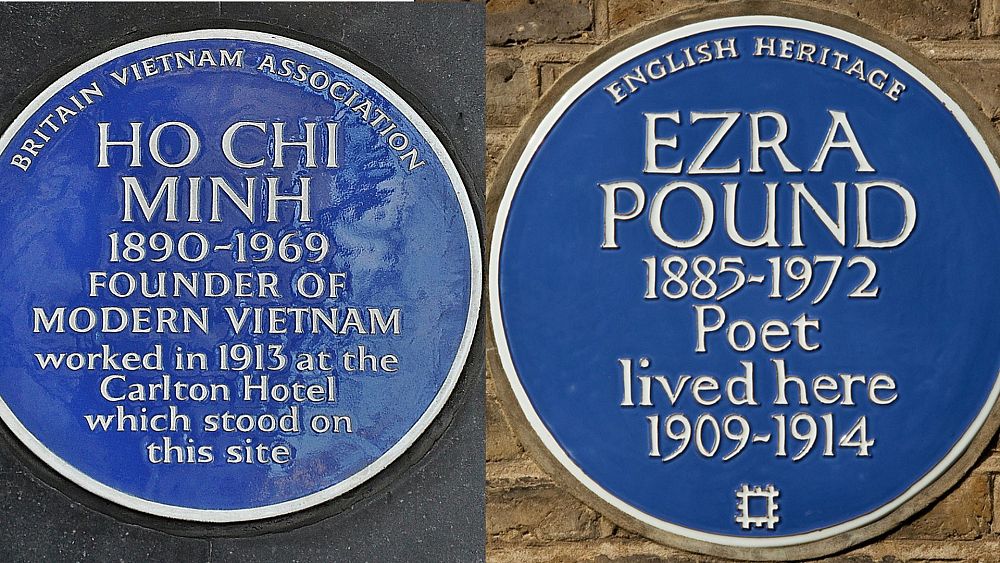 BRITAIN VIETNAM ASSOCIATION
HO CHI
MINH
1890-1969
FOUNDER OF
MODERN VIETNAM
worked in 1913 at the
Carlton Hotel
which stood on
this site
ENGLISH HERITAGE
EZRA
POUND
1885-1972
Poet
lived here
1909-1914